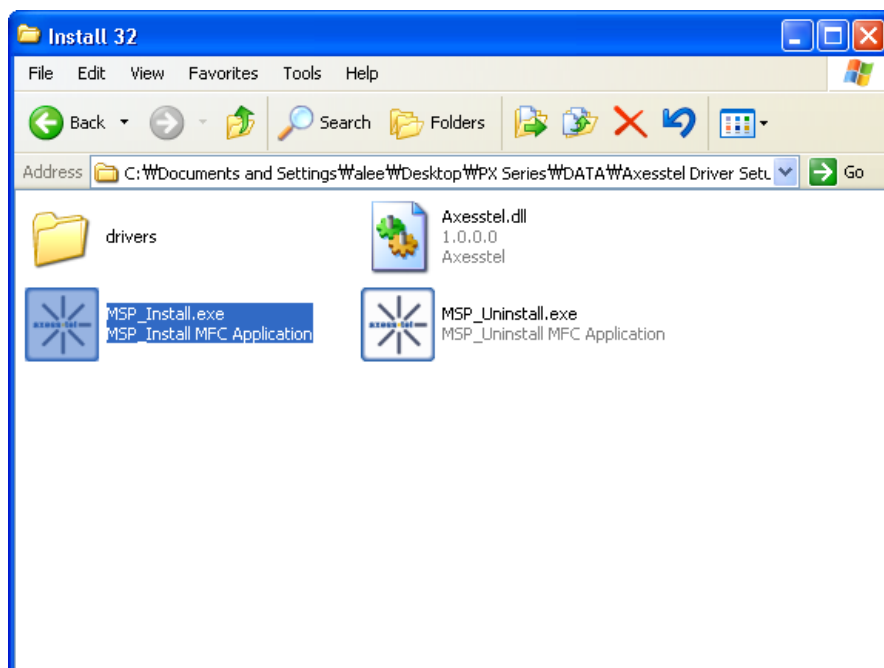 Install 32
File Edit View Favorites Tools Help
Back Search Folders
Address C:₩Documents and Settings₩alee₩Desktop₩PX Series₩DATA₩Axesstel Driver Setu Go
drivers
Axesstel.dll
1.0.0.0
Axesstel
MSP_Install.exe
MSP_Install MFC Application
MSP_Uninstall.exe
MSP_Uninstall MFC Application